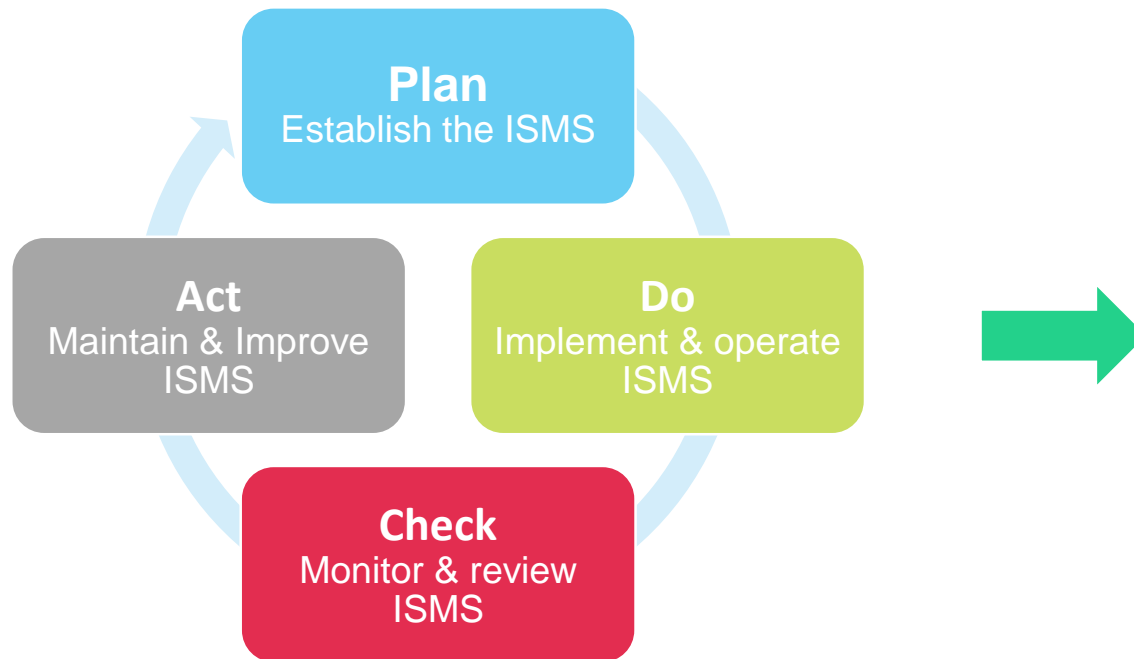 Plan
Establish the ISMS
Act
Maintain & Improve
ISMS
Do
Implement & operate
ISMS
Check
Monitor & review
ISMS